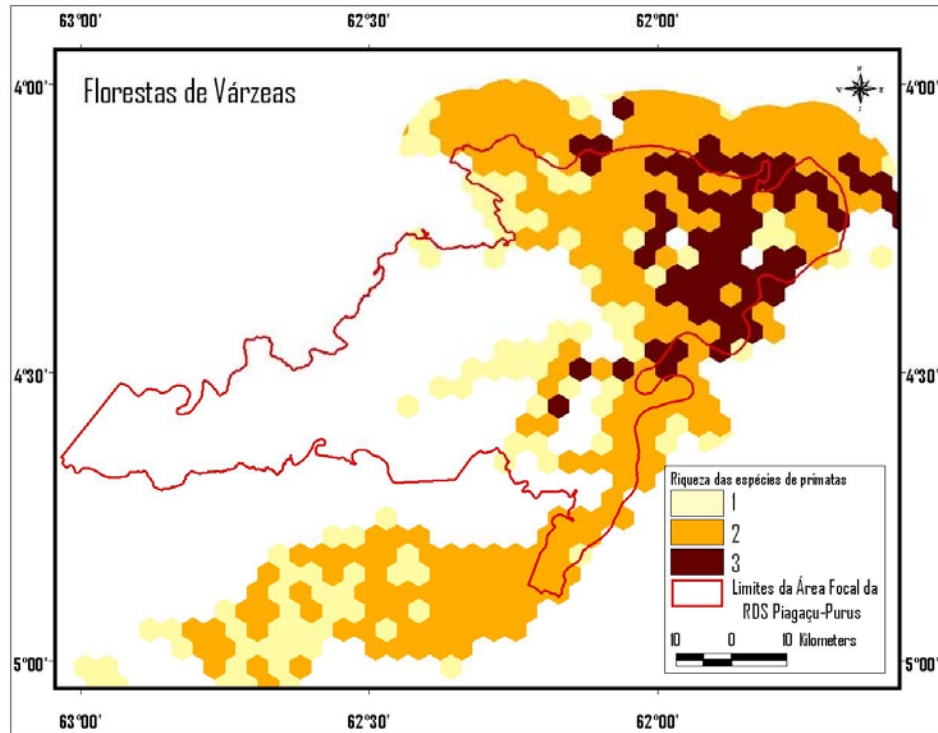 63°00' 62°30' 62°00'
Florestas de Várzeas
N
4°00' 4°00'
4°30' 4°30'
Riqueza das espécies de primatas
1
2
3
Limites da Área Focal da
RDS Piagaçu-Purus
10 0 10 Kilometers
5°00' 5°00'
63°00' 62°30' 62°00'